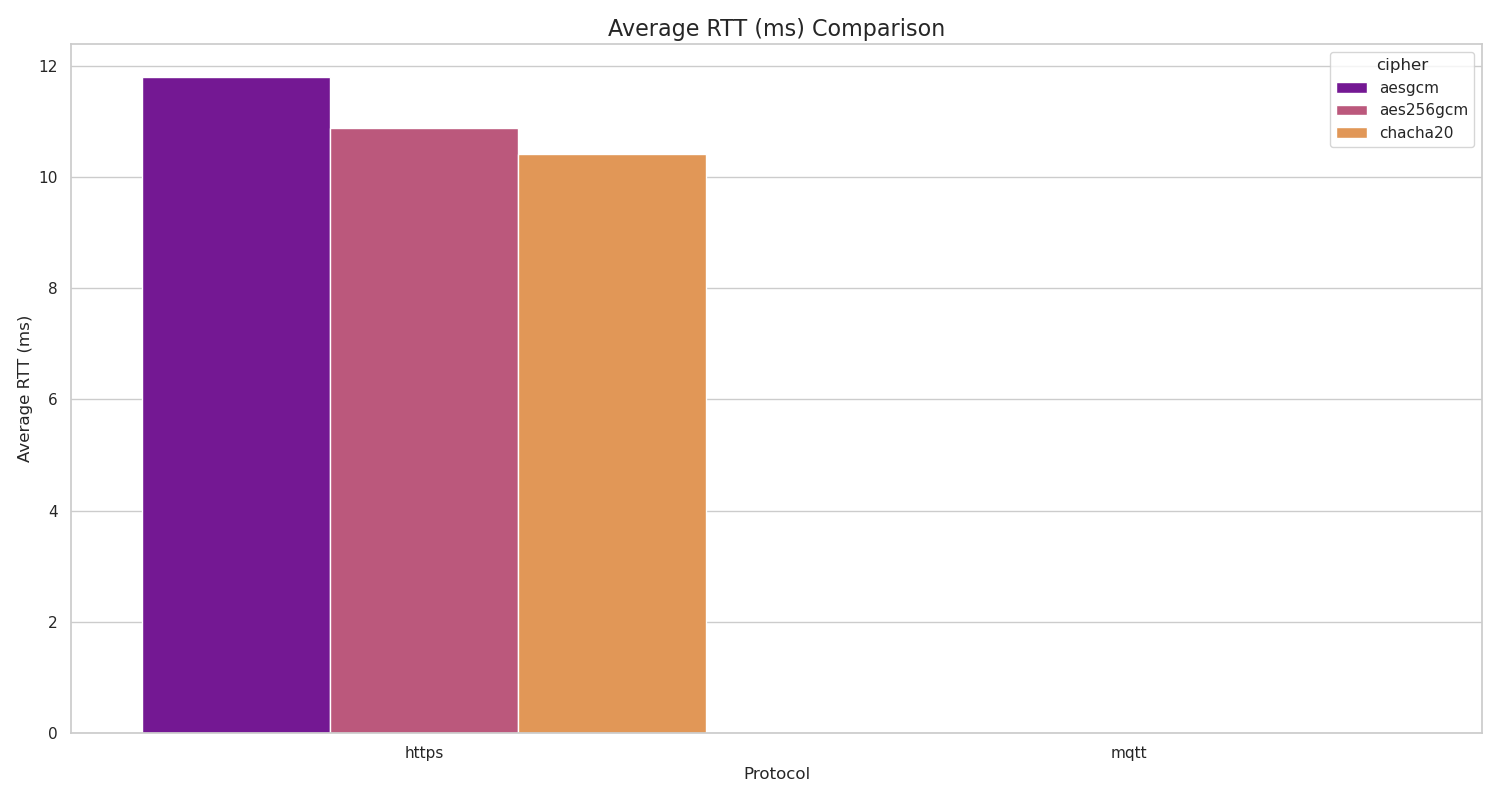 Average RTT (ms) Comparison
cipher
aesgcm
aes256gcm
chacha20
Average RTT (ms)
12
10
8
6
4
2
0
https mqtt
Protocol